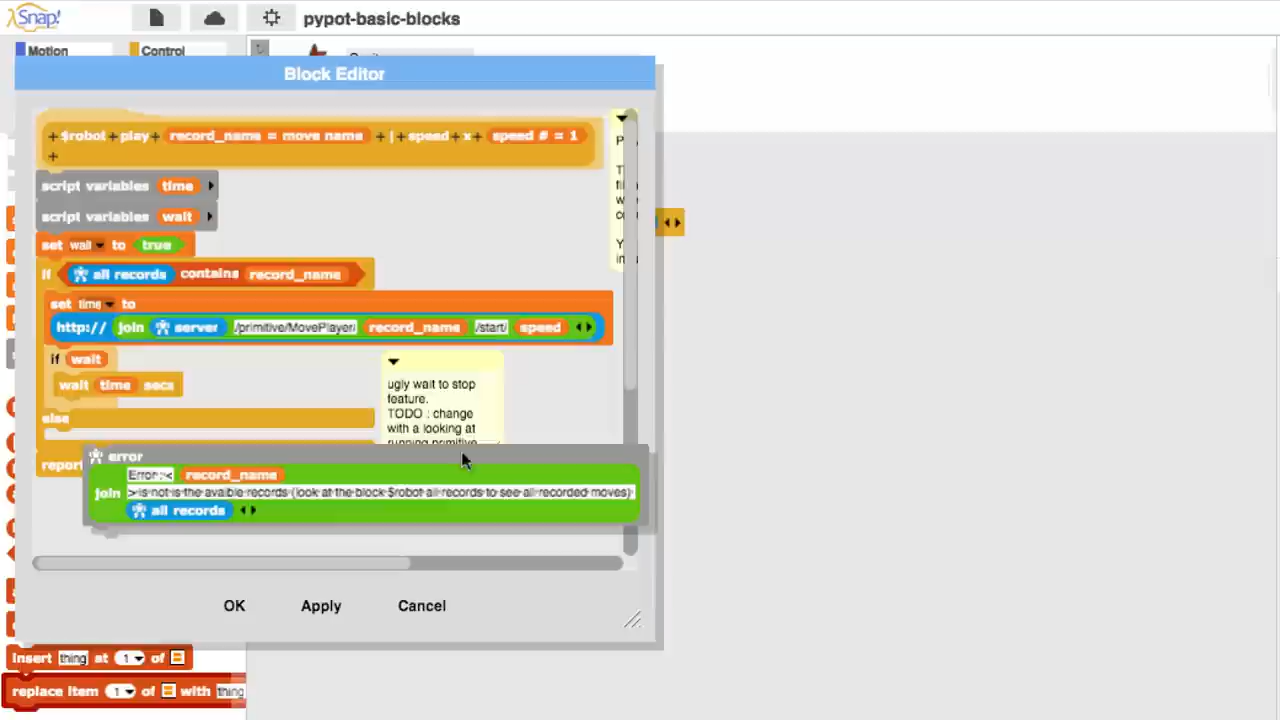 Snap!
pypot-basic-blocks
Motion
Control
Block Editor
+ $robot + play + record_name = move name + | + speed + x + speed # = 1
+
script variables time
script variables wait
set wait to true
if all records contains record_name
set time to
http:// join server /primitive/MovePlayer/ record_name /start/ speed
if wait
wait time secs
ugly wait to stop
feature.
TODO : change
with a looking at
running primitive
else
report
error
Error :< record_name
join > is not is the avaible records (look at the block $robot all records to see all recorded moves)
all records
OK
Apply
Cancel
insert thing at 1 of
replace item 1 of with thing